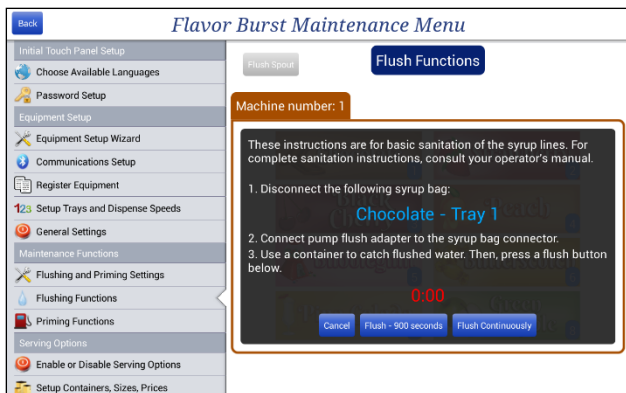 Back
Flavor Burst Maintenance Menu
Initial Touch Panel Setup
Choose Available Languages
Password Setup
Equipment Setup
Equipment Setup Wizard
Communications Setup
Register Equipment
123 Setup Trays and Dispense Speeds
General Settings
Maintenance Functions
Flushing and Priming Settings
Flushing Functions
Priming Functions
Serving Options
Enable or Disable Serving Options
Setup Containers, Sizes, Prices
Flush Spout
Flush Functions
Machine number: 1
These instructions are for basic sanitation of the syrup lines. For
complete sanitation instructions, consult your operator's manual.
1. Disconnect the following syrup bag:
Chocolate - Tray 1
2. Connect pump flush adapter to the syrup bag connector.
3. Use a container to catch flushed water. Then, press a flush button
below.
0:00
Cancel
Flush - 900 seconds
Flush Continuously